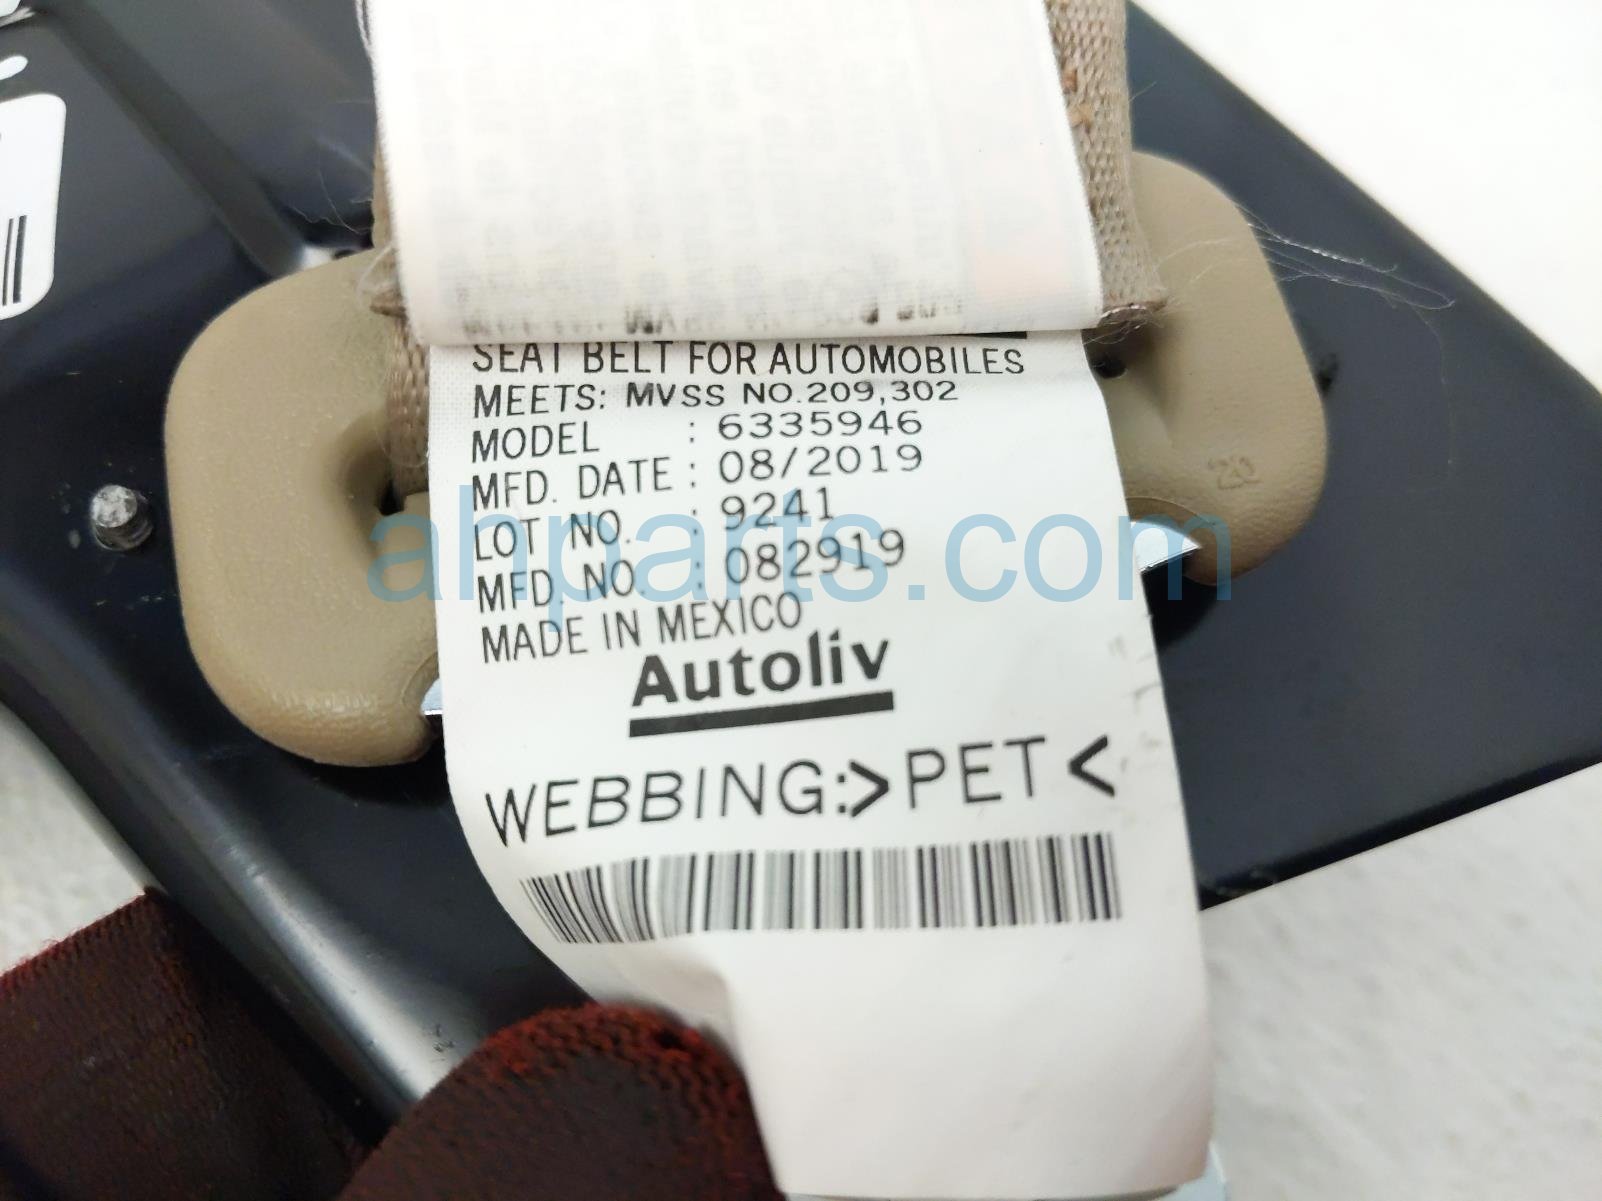 SEAT BELT FOR AUTOMOBILES
MEETS: MVSS NO.209,302
MODEL : 6335946
MFD. DATE : 08/2019
LOT NO. : 9241
MFD. NO. : 082919
MADE IN MEXICO
Autoliv
WEBBING:>PET<
20
ahparts.com